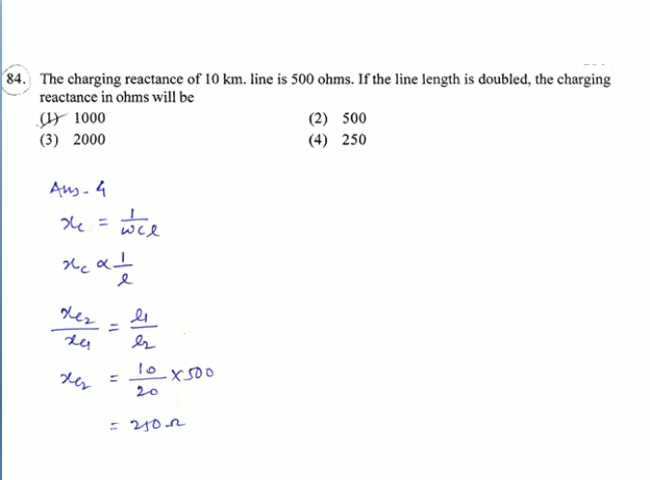 84. The charging reactance of 10 km. line is 500 ohms. If the line length is doubled, the charging
reactance in ohms will be
(1) 1000 (2) 500
(3) 2000 (4) 250
Ans - 4
xc = 1/ωcl
xc ∝ 1/l
xc2/xc1 = l1/l2
xc2 = 10/20 × 500
= 250 Ω